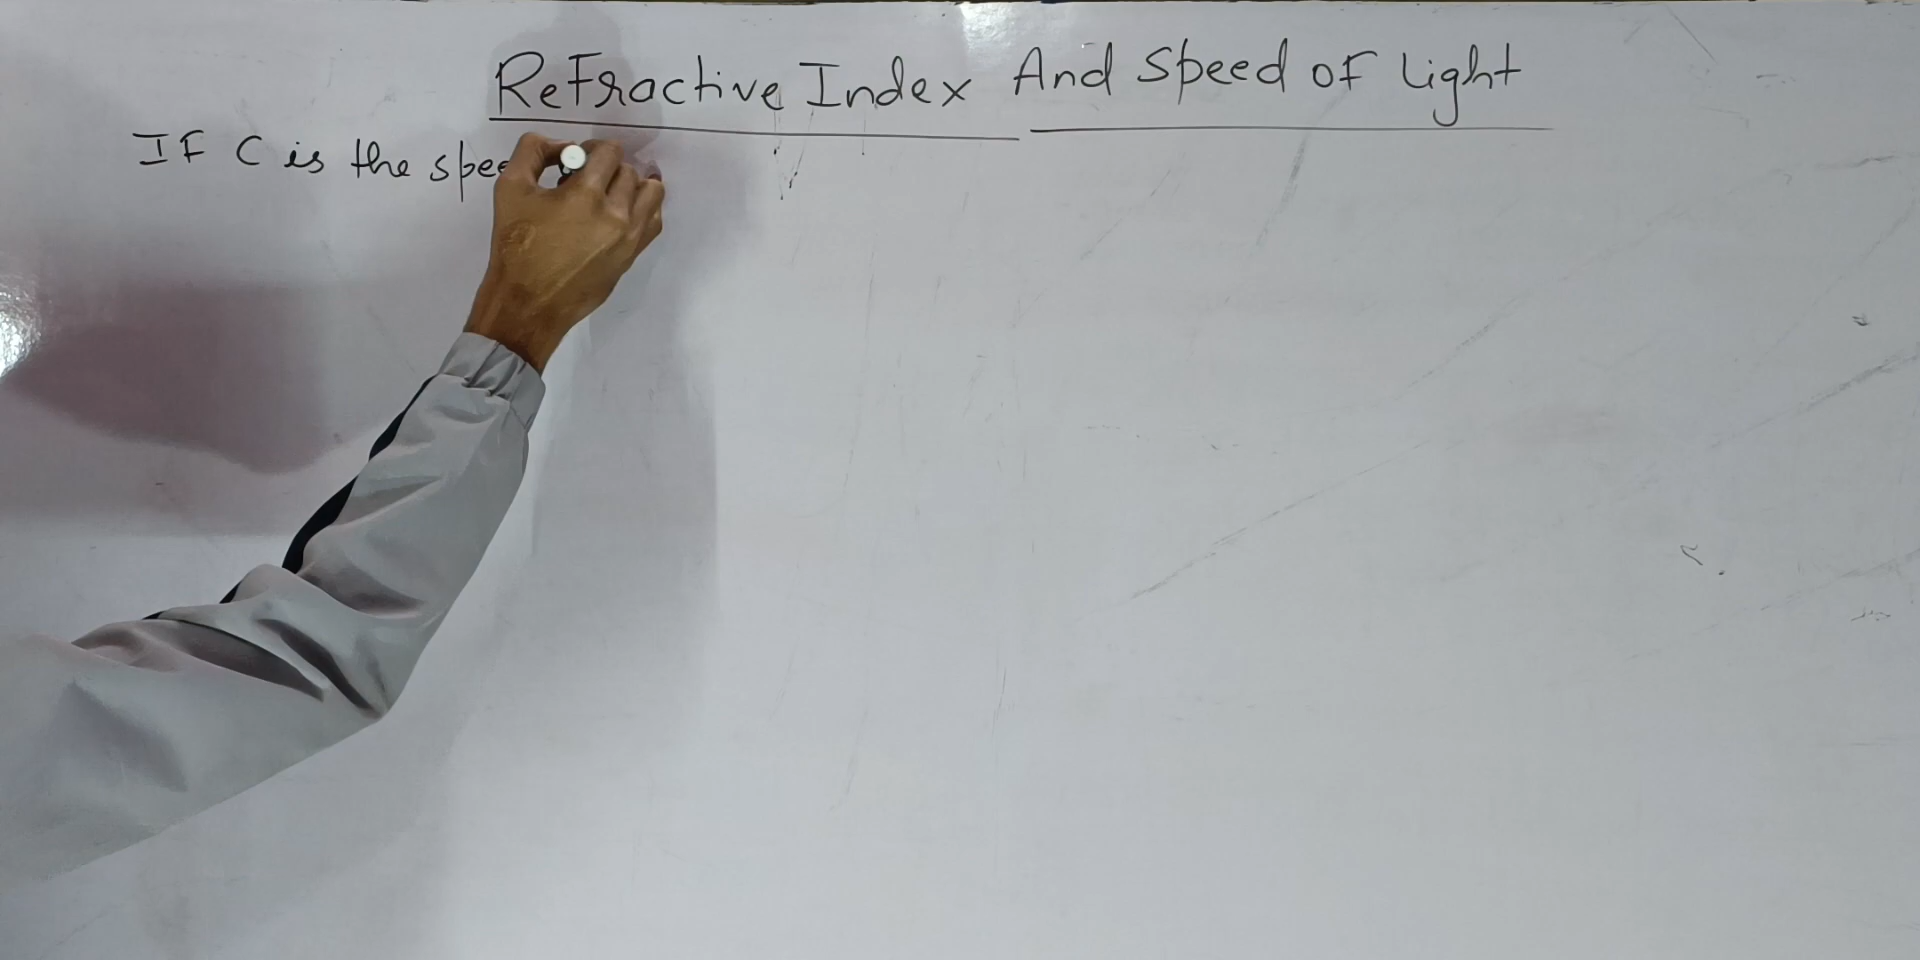 Refractive Index And Speed of Light
If C is the spee